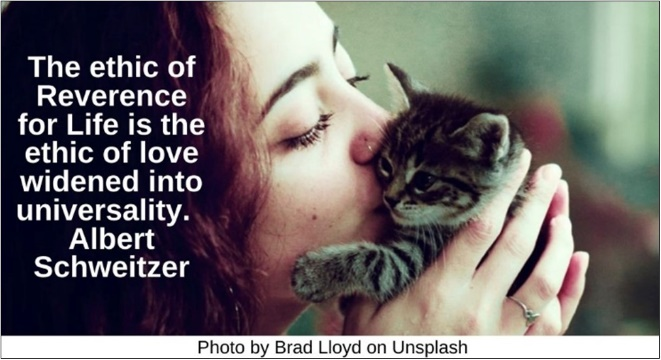 The ethic of
Reverence
for Life is the
ethic of love
widened into
universality.
Albert
Schweitzer
Photo by Brad Lloyd on Unsplash